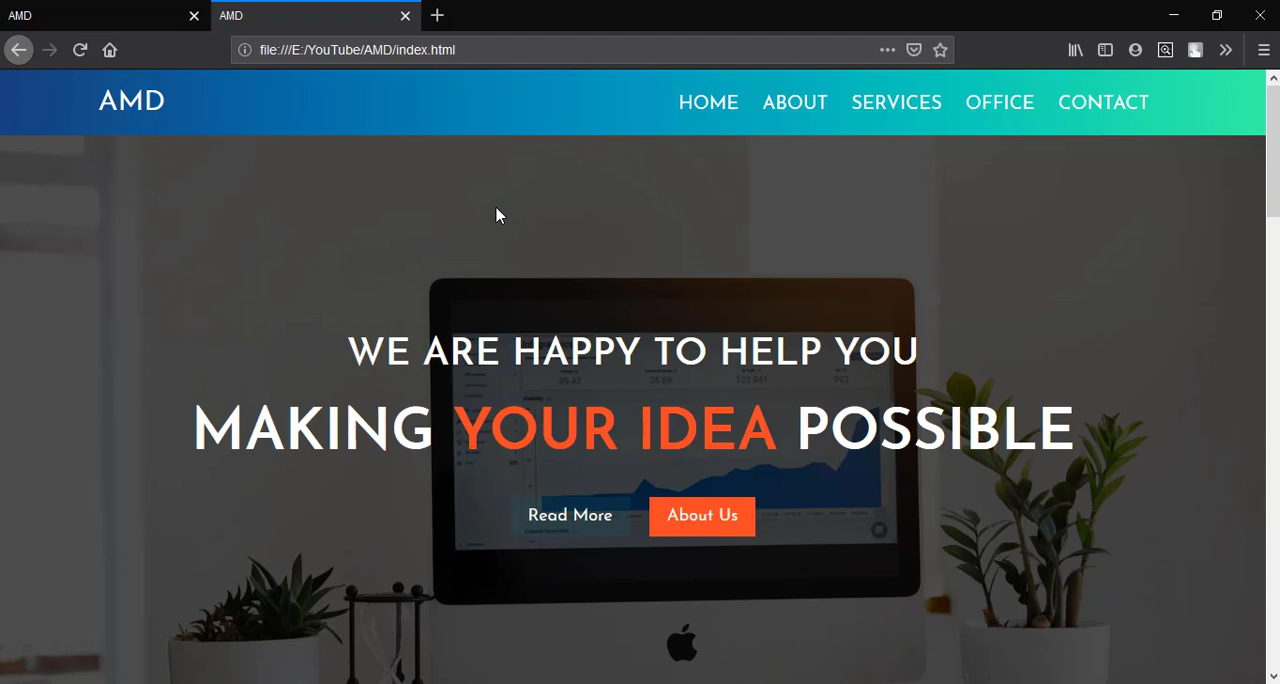 AMD
AMD
file:///E:/YouTube/AMD/index.html
AMD
HOME ABOUT SERVICES OFFICE CONTACT
WE ARE HAPPY TO HELP YOU
MAKING YOUR IDEA POSSIBLE
Read More
About Us